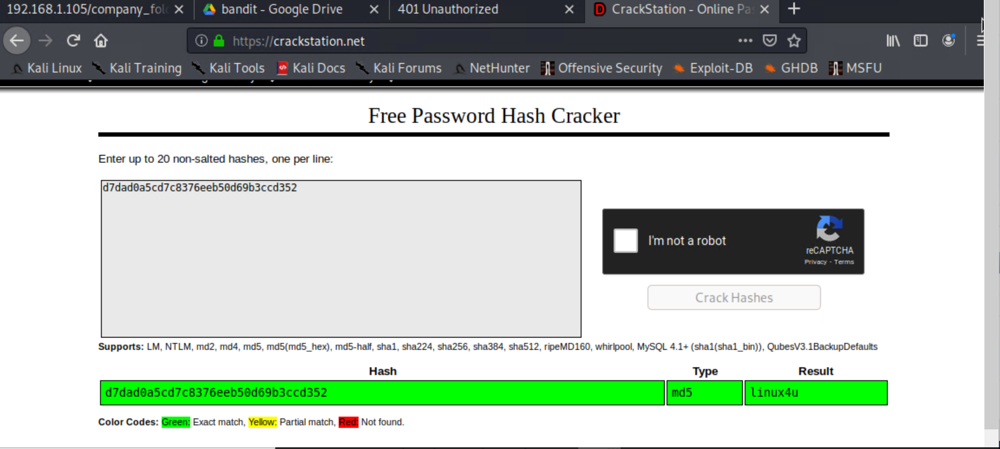 192.168.1.105/company_fol
bandit - Google Drive
401 Unauthorized
CrackStation - Online Pas
https://crackstation.net
Kali Linux Kali Training Kali Tools Kali Docs Kali Forums NetHunter Offensive Security Exploit-DB GHDB MSFU
Free Password Hash Cracker
Enter up to 20 non-salted hashes, one per line:
d7dad0a5cd7c8376eeb50d69b3ccd352
I'm not a robot
reCAPTCHA
Privacy - Terms
Crack Hashes
Supports: LM, NTLM, md2, md4, md5, md5(md5_hex), md5-half, sha1, sha224, sha256, sha384, sha512, ripeMD160, whirlpool, MySQL 4.1+ (sha1(sha1_bin)), QubesV3.1BackupDefaults
Hash Type Result
d7dad0a5cd7c8376eeb50d69b3ccd352 md5 linux4u
Color Codes: Green: Exact match, Yellow: Partial match, Red: Not found.